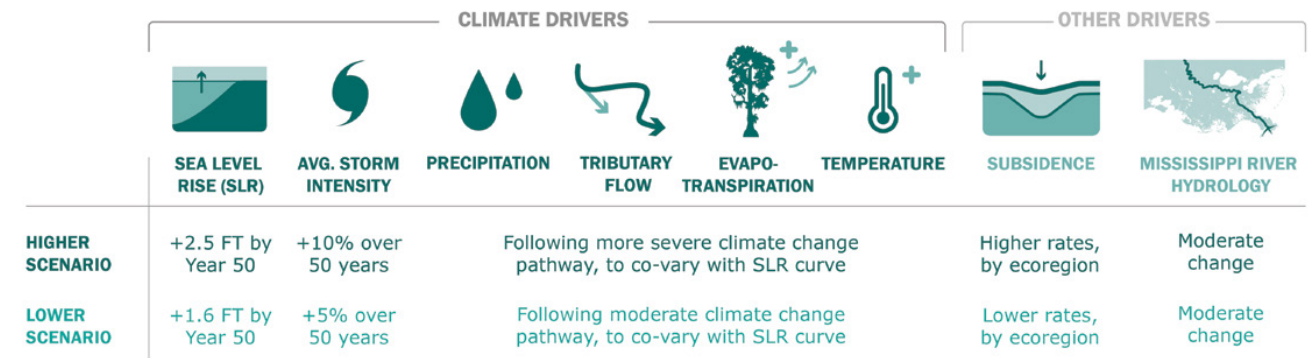 CLIMATE DRIVERS
OTHER DRIVERS
SEA LEVEL
RISE (SLR)
AVG. STORM
INTENSITY
PRECIPITATION
TRIBUTARY
FLOW
EVAPO-
TRANSPIRATION
TEMPERATURE
SUBSIDENCE
MISSISSIPPI RIVER
HYDROLOGY
HIGHER
SCENARIO
+2.5 FT by
Year 50
+10% over
50 years
Following more severe climate change
pathway, to co-vary with SLR curve
Higher rates,
by ecoregion
Moderate
change
LOWER
SCENARIO
+1.6 FT by
Year 50
+5% over
50 years
Following moderate climate change
pathway, to co-vary with SLR curve
Lower rates,
by ecoregion
Moderate
change